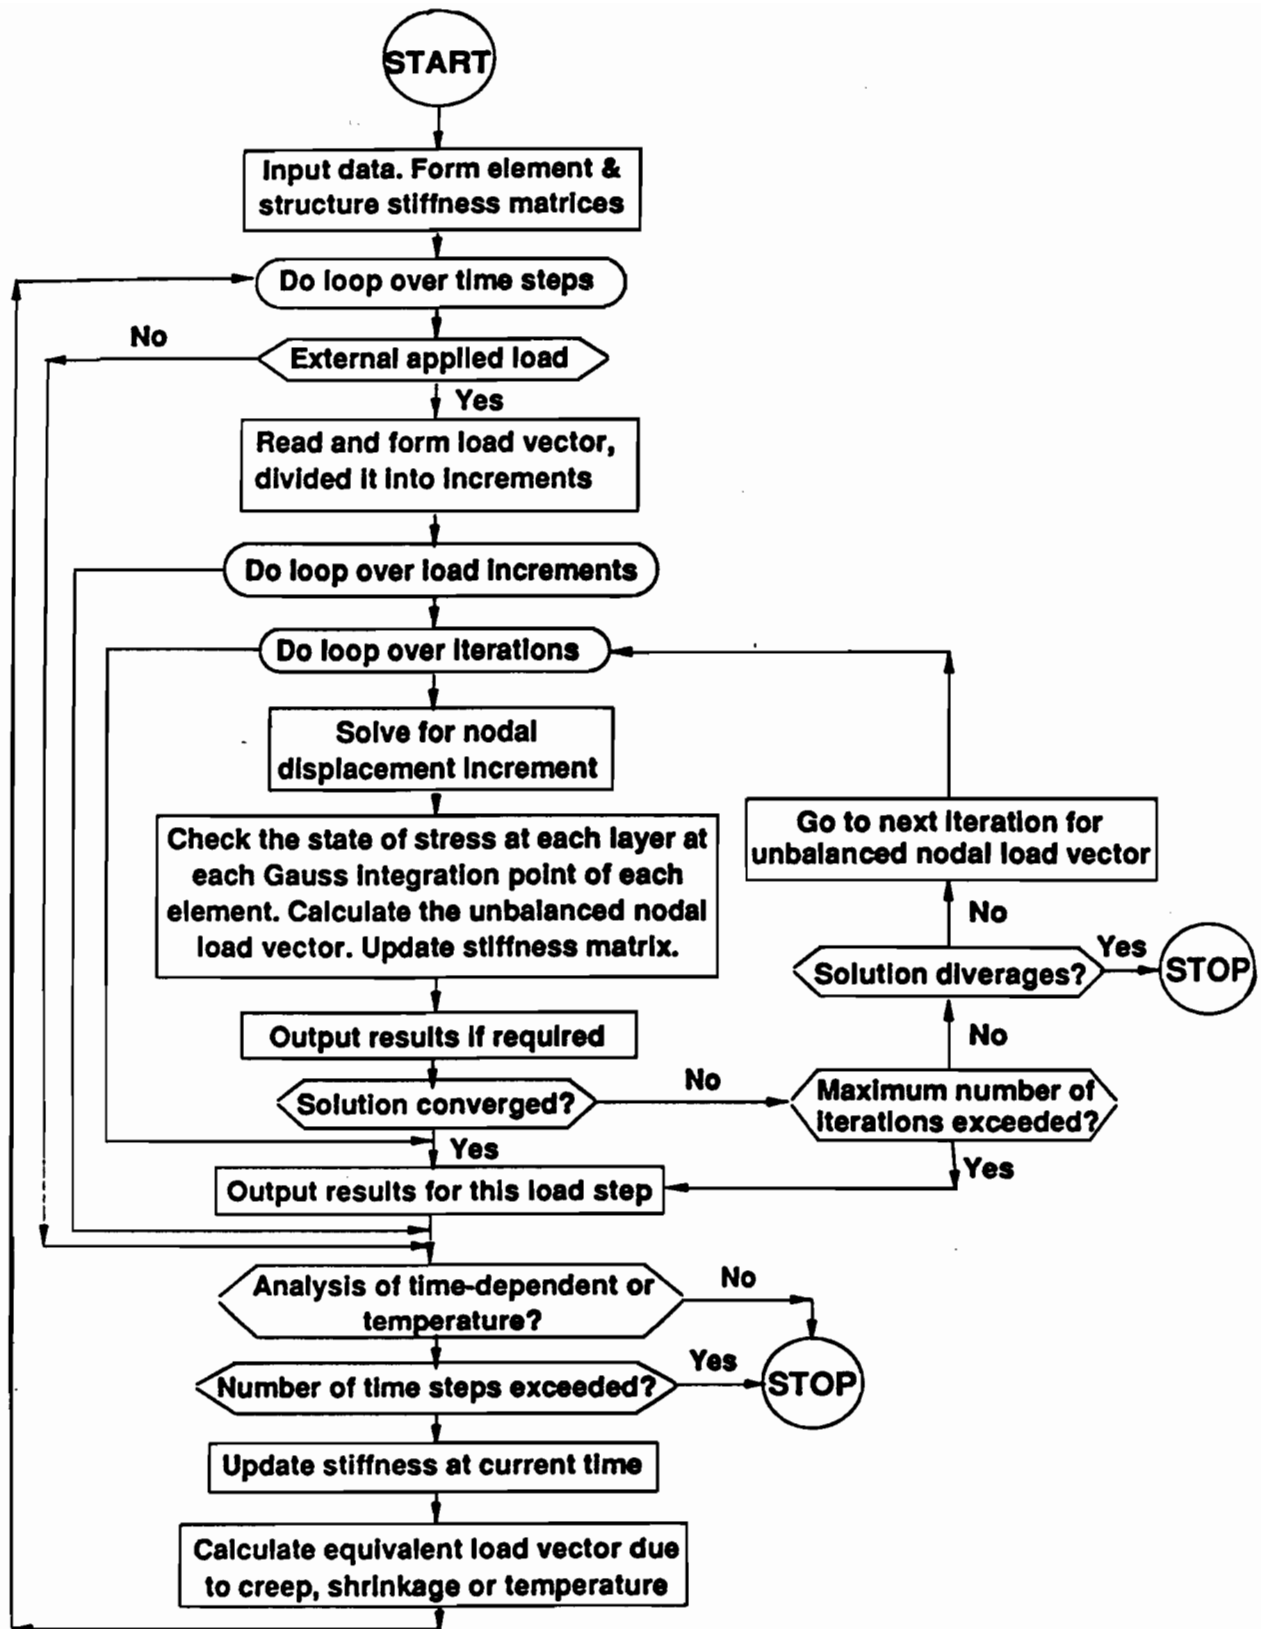 START
Input data. Form element &
structure stiffness matrices
Do loop over time steps
No
External applied load
Yes
Read and form load vector,
divided it into increments
Do loop over load increments
Do loop over iterations
Solve for nodal
displacement increment
Check the state of stress at each layer at
each Gauss integration point of each
element. Calculate the unbalanced nodal
load vector. Update stiffness matrix.
Go to next iteration for
unbalanced nodal load vector
No
Solution diverages?
Yes
STOP
No
Output results if required
Solution converged?
No
Maximum number of
iterations exceeded?
Yes
Yes
Output results for this load step
Analysis of time-dependent or
temperature?
No
Number of time steps exceeded?
Yes
STOP
Update stiffness at current time
Calculate equivalent load vector due
to creep, shrinkage or temperature